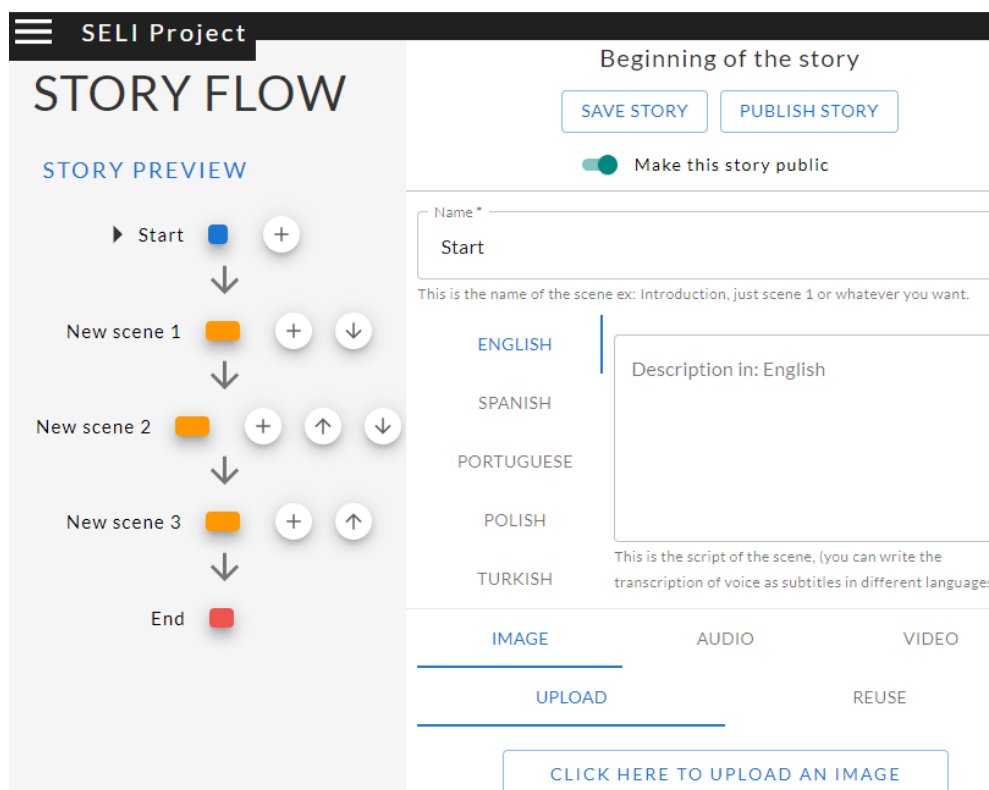 SELI Project
STORY FLOW
STORY PREVIEW
Start
New scene 1
New scene 2
New scene 3
End
Beginning of the story
SAVE STORY
PUBLISH STORY
Make this story public
Name *
Start
This is the name of the scene ex: Introduction, just scene 1 or whatever you want.
ENGLISH
SPANISH
PORTUGUESE
POLISH
TURKISH
Description in: English
This is the script of the scene, (you can write the
transcription of voice as subtitles in different languages
IMAGE
AUDIO
VIDEO
UPLOAD
REUSE
CLICK HERE TO UPLOAD AN IMAGE